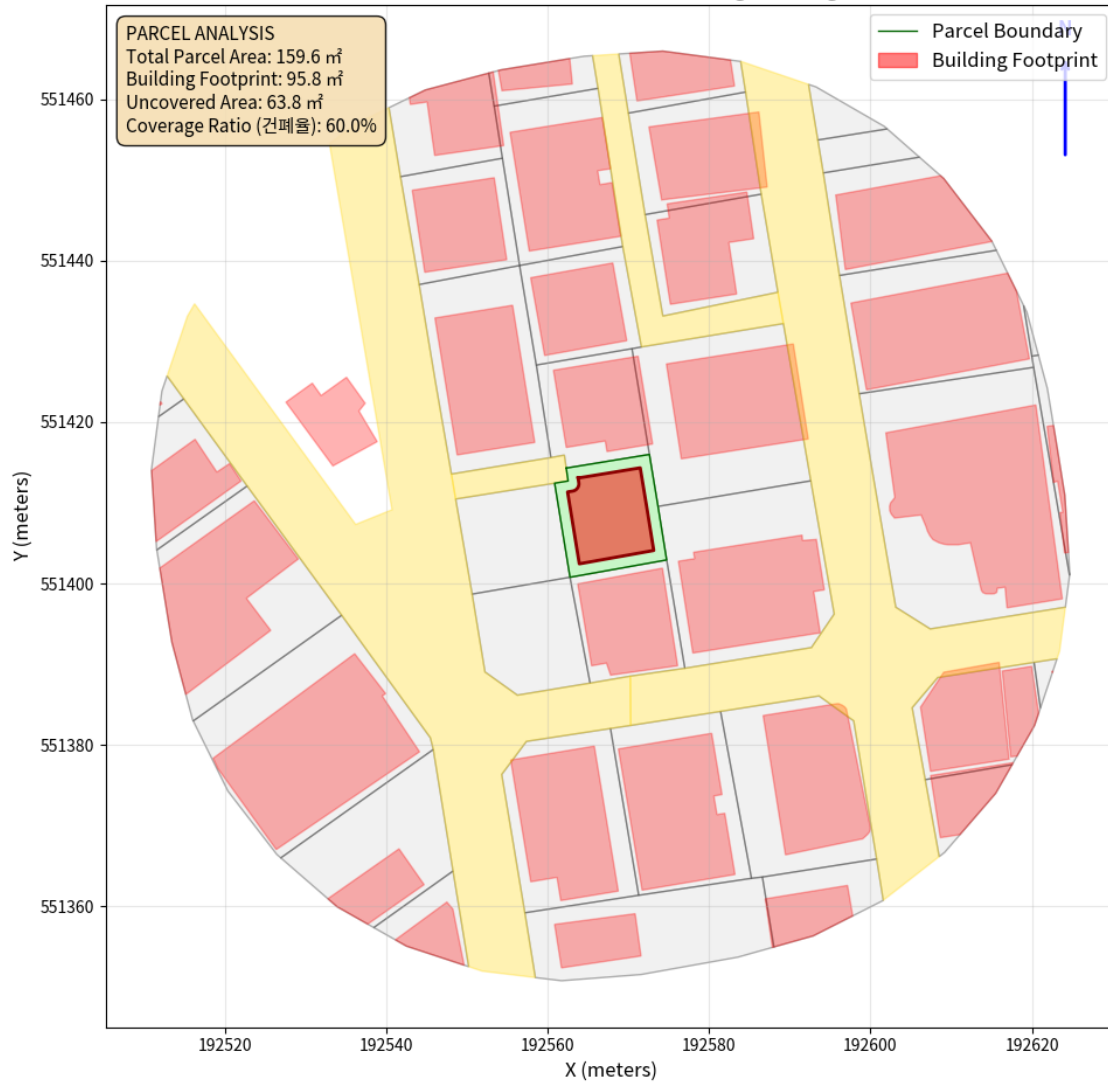 PARCEL ANALYSIS
Total Parcel Area: 159.6 ㎡
Building Footprint: 95.8 ㎡
Uncovered Area: 63.8 ㎡
Coverage Ratio (건폐율): 60.0%
N
Parcel Boundary
Building Footprint
551460
551440
551420
551400
551380
551360
Y (meters)
192520
192540
192560
192580
192600
192620
X (meters)